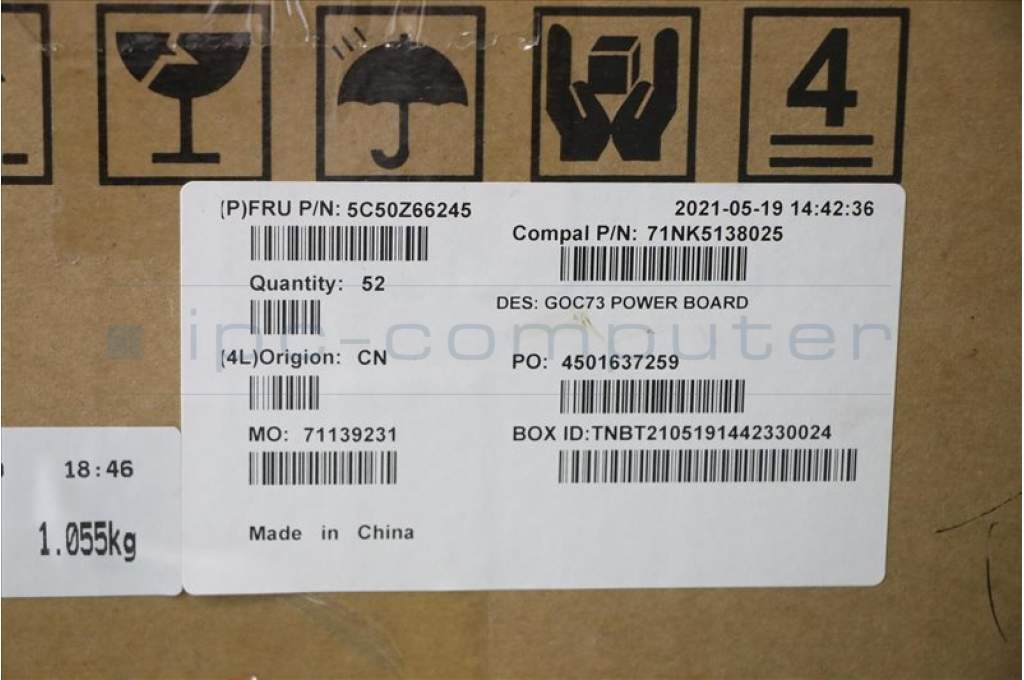 4
(P)FRU P/N: 5C50Z66245
2021-05-19 14:42:36
Compal P/N: 71NK5138025
Quantity: 52
DES: GOC73 POWER BOARD
ipc-computer
(4L)Origion: CN
PO: 4501637259
MO: 71139231
BOX ID:TNBT2105191442330024
18:46
Made in China
1.055kg